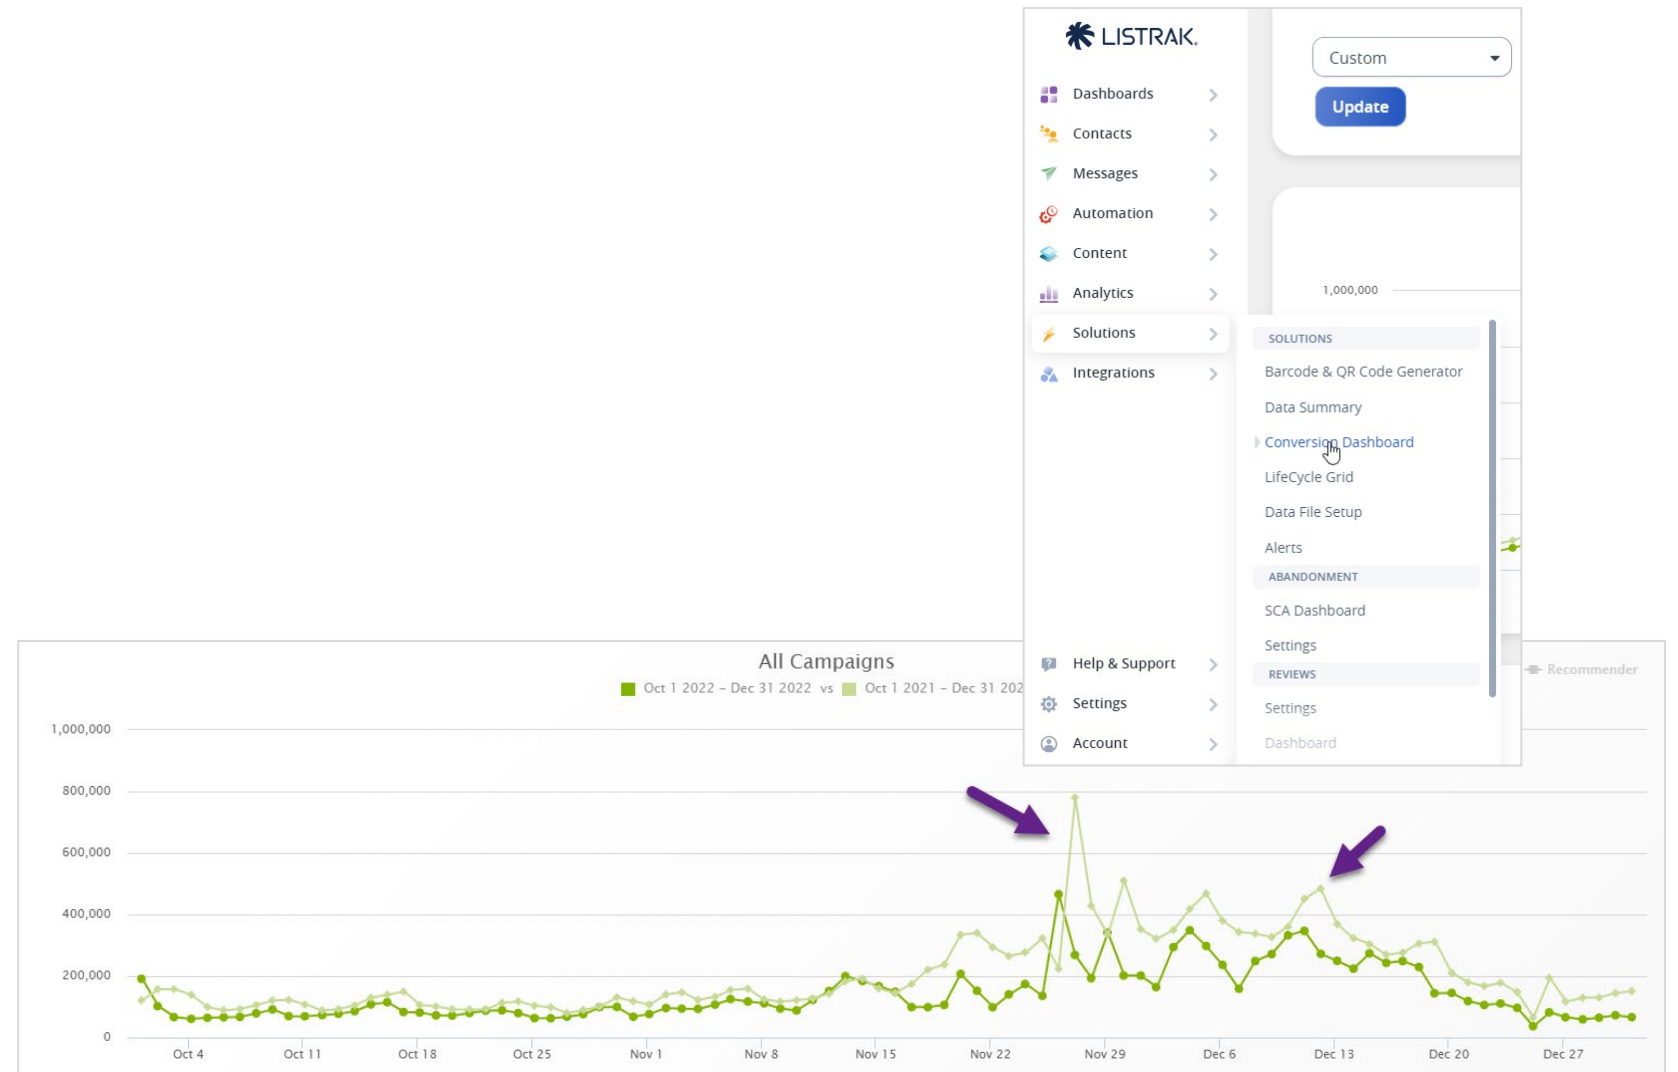 LISTRAK.
Custom
Update
Dashboards
Contacts
Messages
Automation
Content
Analytics
Solutions
Integrations
Help & Support
Settings
Account
1,000,000
SOLUTIONS
Barcode & QR Code Generator
Data Summary
Conversion Dashboard
LifeCycle Grid
Data File Setup
Alerts
ABANDONMENT
SCA Dashboard
Settings
REVIEWS
Settings
Dashboard
All Campaigns
Oct 1 2022 – Dec 31 2022 vs Oct 1 2021 – Dec 31 202
Recommender
1,000,000
800,000
600,000
400,000
200,000
0
Oct 4 Oct 11 Oct 18 Oct 25 Nov 1 Nov 8 Nov 15 Nov 22 Nov 29 Dec 6 Dec 13 Dec 20 Dec 27